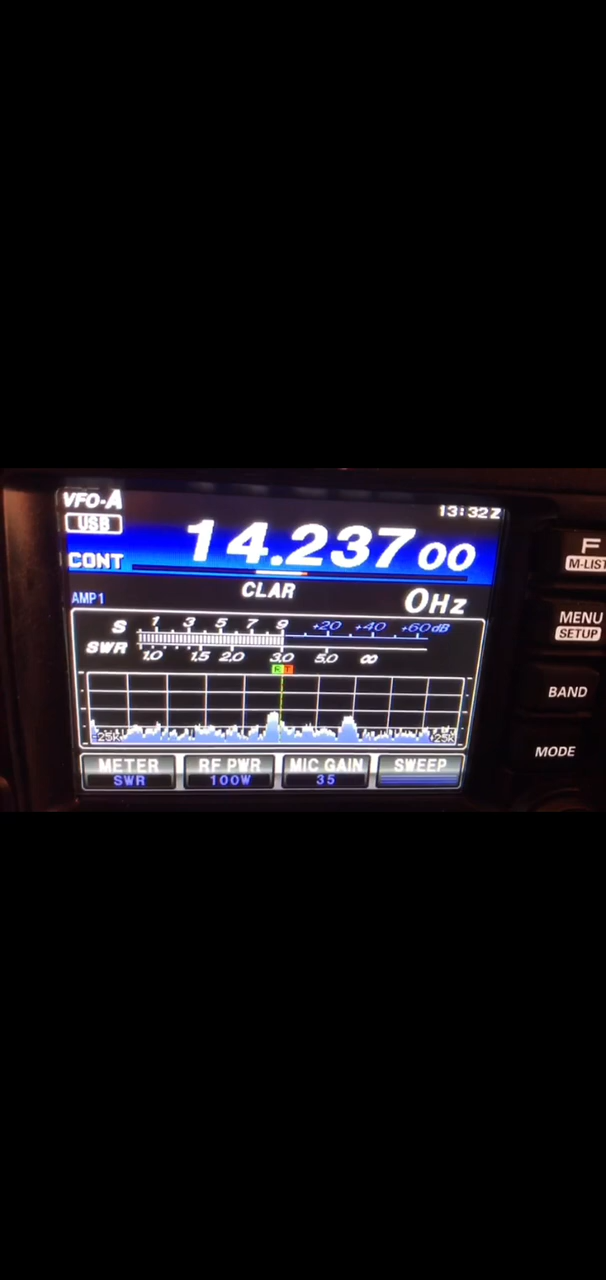 VFO-A
13:32Z
USB
14.237 00
CONT
F
M-LIST
AMP1
CLAR
0Hz
MENU
SETUP
S 1 3 5 7 9 +20 +40 +60dB
SWR 1.0 1.5 2.0 3.0 5.0 ∞
R T
BAND
-25K +25K
MODE
METER RF PWR MIC GAIN SWEEP
SWR 100W 35